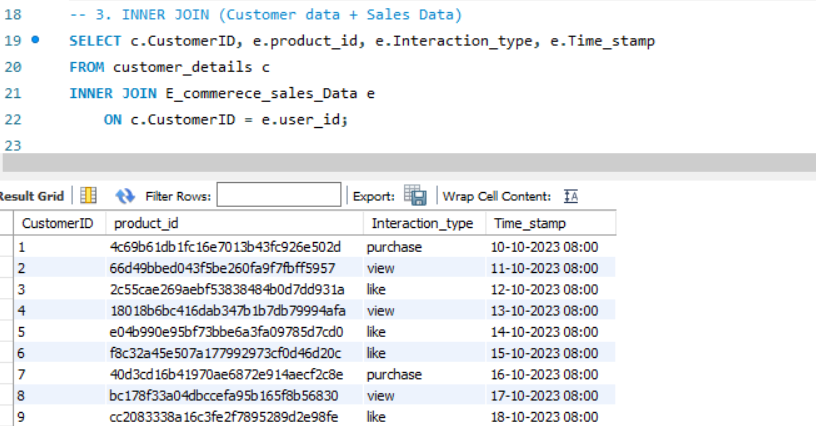 18 -- 3. INNER JOIN (Customer data + Sales Data)
19 SELECT c.CustomerID, e.product_id, e.Interaction_type, e.Time_stamp
20 FROM customer_details c
21 INNER JOIN E_commerece_sales_Data e
22 ON c.CustomerID = e.user_id;
23
Result Grid Filter Rows: Export: Wrap Cell Content:
CustomerID product_id Interaction_type Time_stamp
1 4c69b61db1fc16e7013b43fc926e502d purchase 10-10-2023 08:00
2 66d49bbed043f5be260fa9f7fbff5957 view 11-10-2023 08:00
3 2c55cae269aebf53838484b0d7dd931a like 12-10-2023 08:00
4 18018b6bc416dab347b1b7db79994afa view 13-10-2023 08:00
5 e04b990e95bf73bbe6a3fa09785d7cd0 like 14-10-2023 08:00
6 f8c32a45e507a177992973cf0d46d20c like 15-10-2023 08:00
7 40d3cd16b41970ae6872e914aecf2c8e purchase 16-10-2023 08:00
8 bc178f33a04dbccefa95b165f8b56830 view 17-10-2023 08:00
9 cc2083338a16c3fe2f7895289d2e98fe like 18-10-2023 08:00